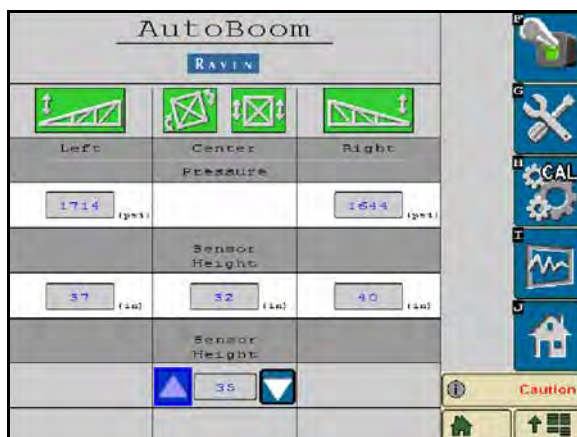 AutoBoom
RAVEN
Left Center Right
Pressure
1714 (psi) 1644 (psi)
Sensor
Height
37 (in) 32 (in) 40 (in)
Sensor
Height
35
F
G
H
CAL
I
J
Caution